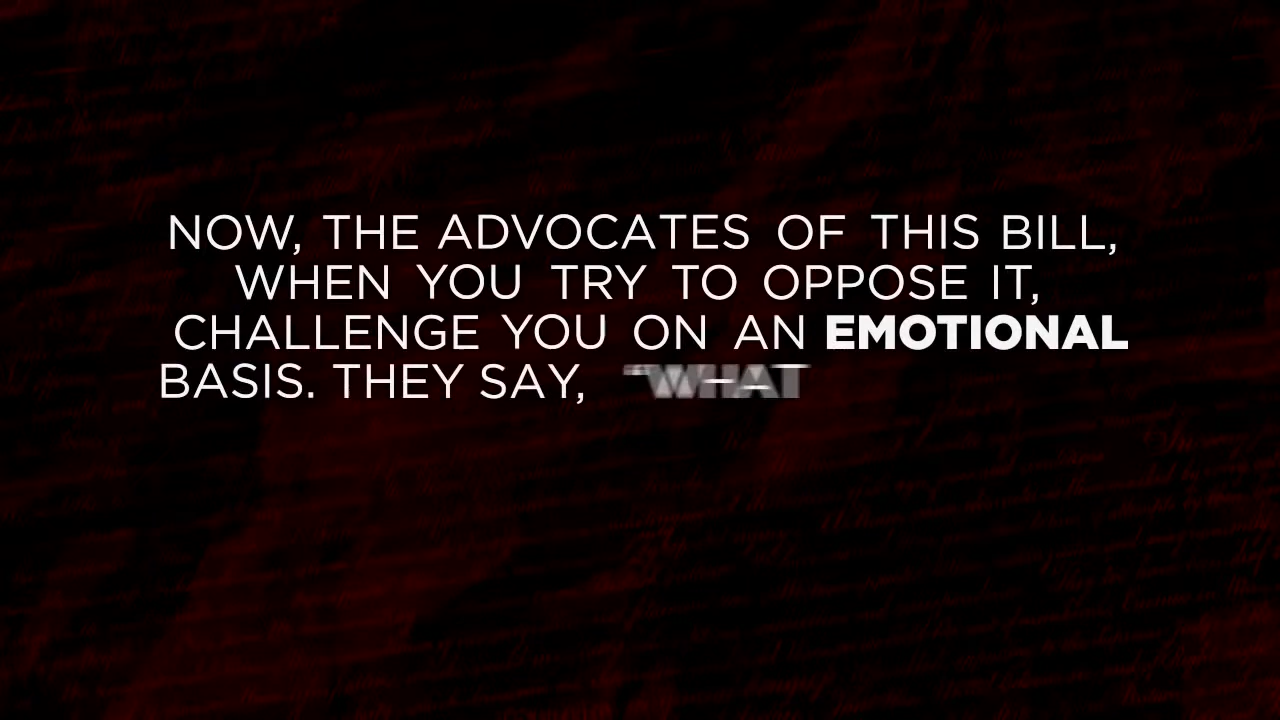 NOW, THE ADVOCATES OF THIS BILL,
WHEN YOU TRY TO OPPOSE IT,
CHALLENGE YOU ON AN EMOTIONAL
BASIS. THEY SAY, "WHAT